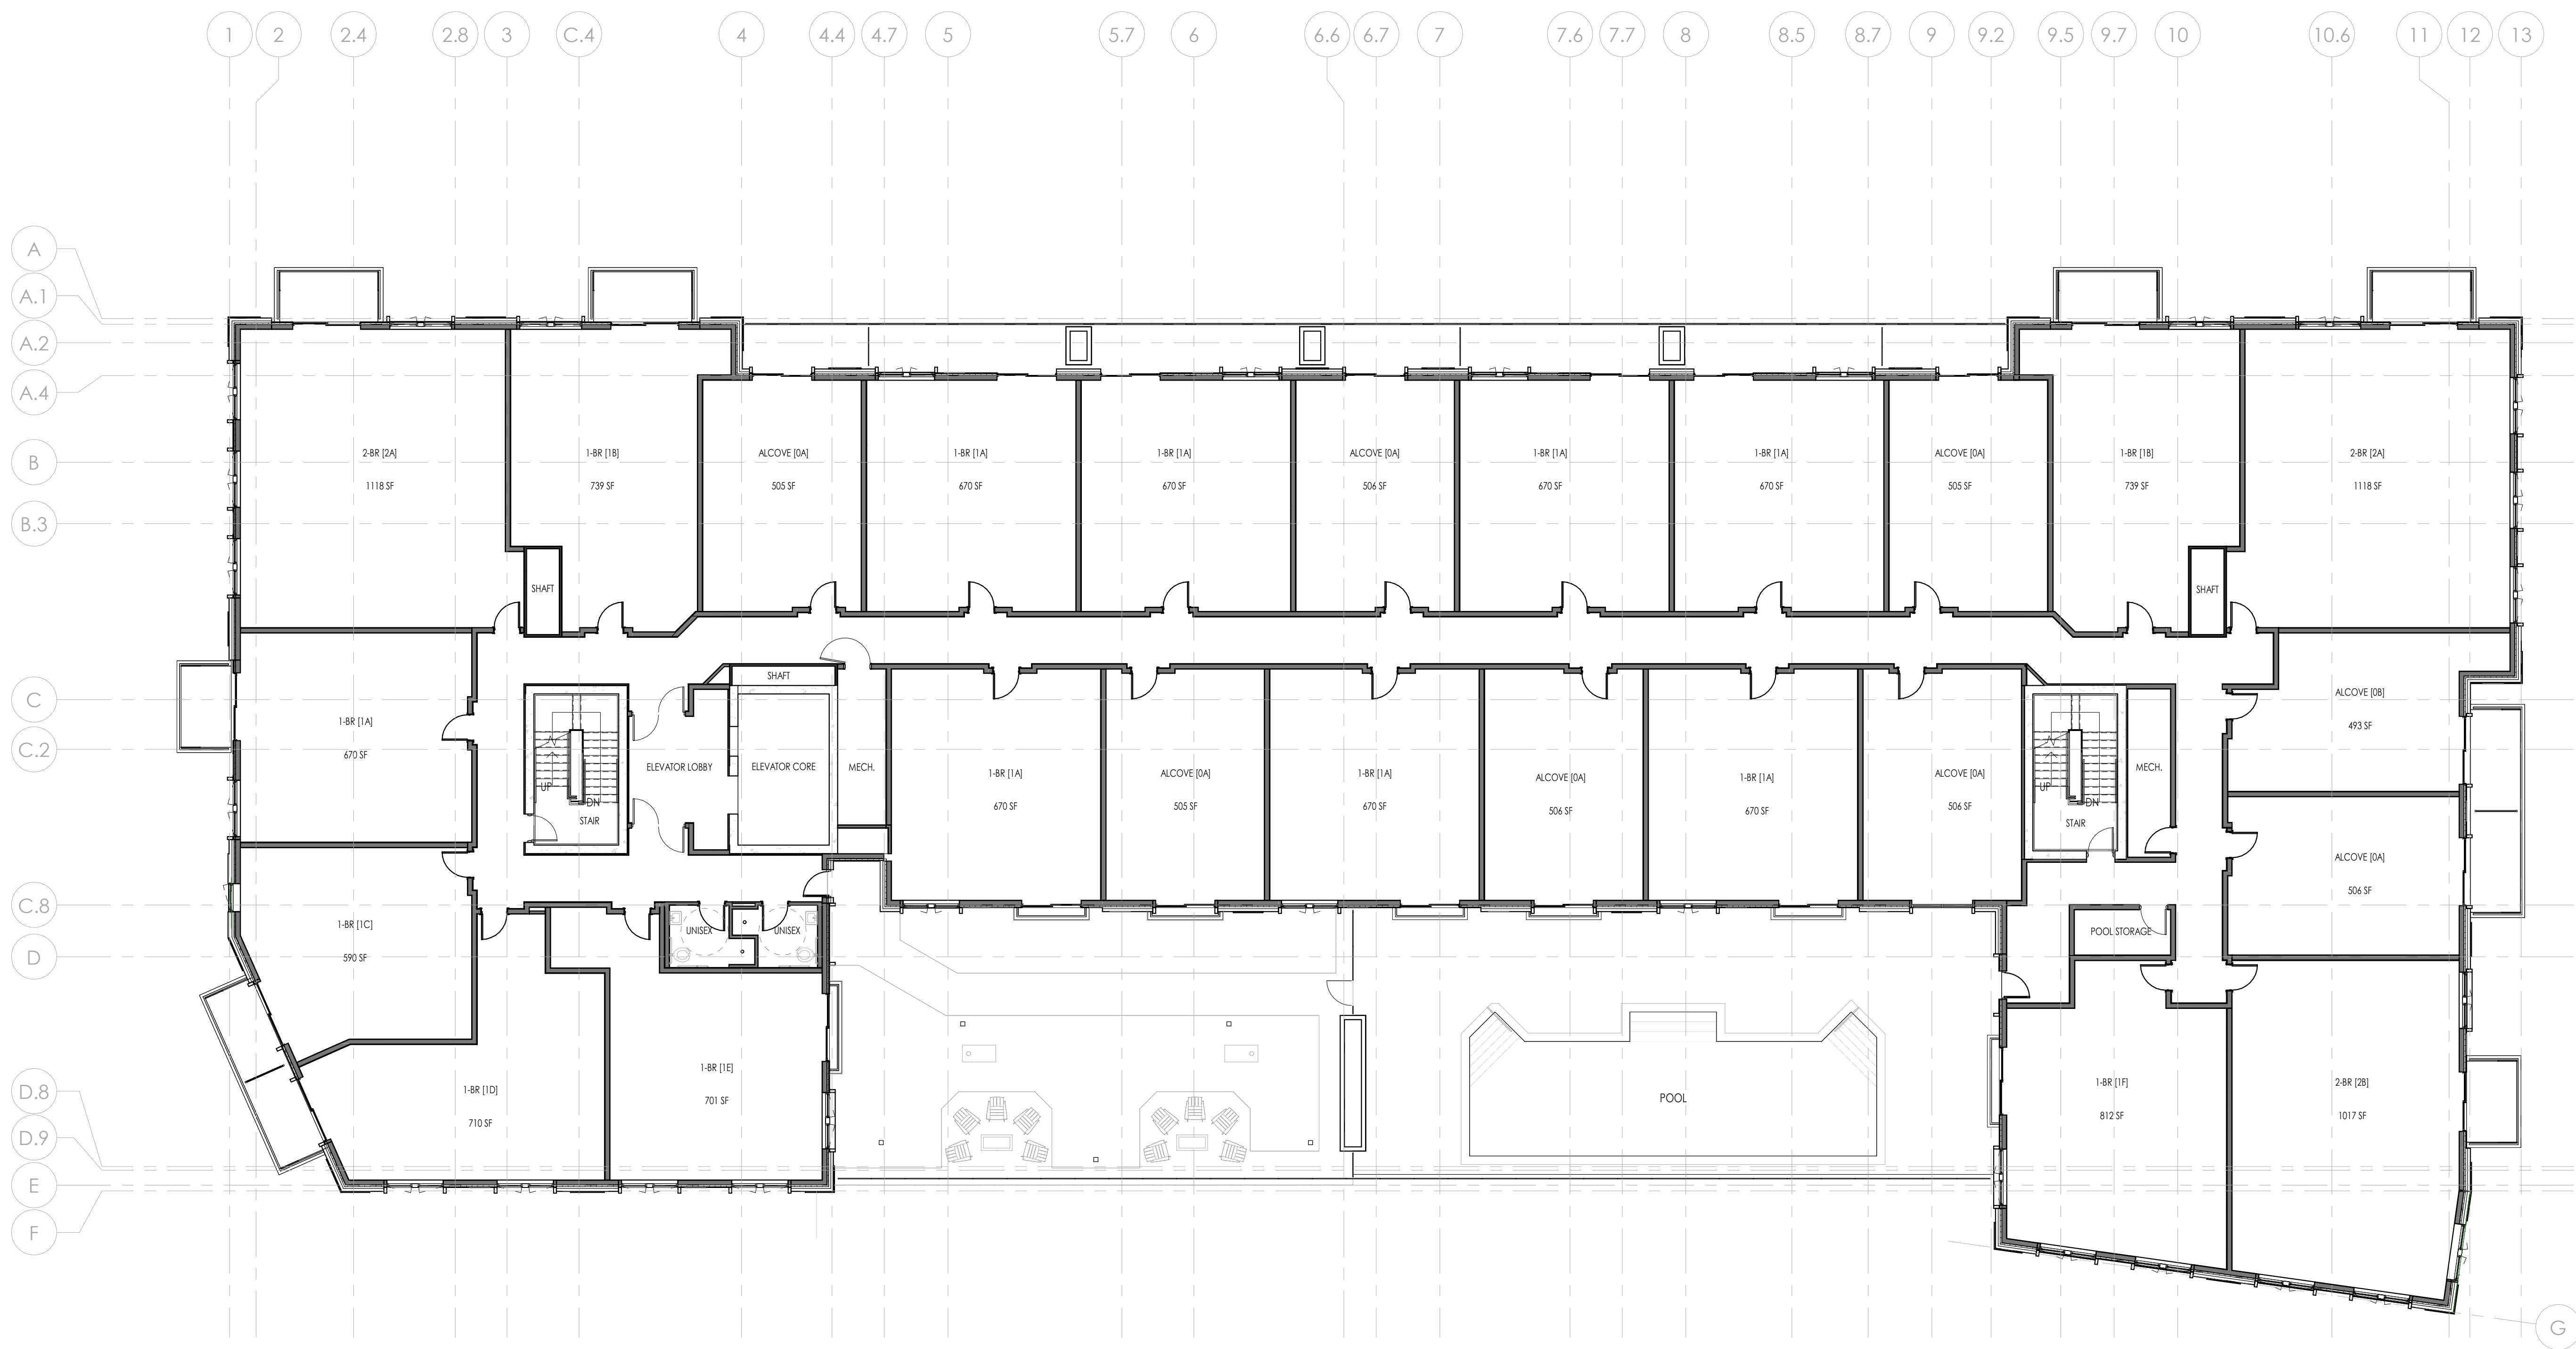 1
2
2.4
2.8
3
C.4
4
4.4
4.7
5
5.7
6
6.6
6.7
7
7.6
7.7
8
8.5
8.7
9
9.2
9.5
9.7
10
10.6
11
12
13
A
A.1
A.2
A.4
B
B.3
C
C.2
C.8
D
D.8
D.9
E
F
G
2-BR [2A]
1118 SF
1-BR [1B]
739 SF
ALCOVE [0A]
505 SF
1-BR [1A]
670 SF
1-BR [1A]
670 SF
ALCOVE [0A]
506 SF
1-BR [1A]
670 SF
1-BR [1A]
670 SF
ALCOVE [0A]
505 SF
1-BR [1B]
739 SF
2-BR [2A]
1118 SF
SHAFT
SHAFT
1-BR [1A]
670 SF
UP
DN
STAIR
ELEVATOR LOBBY
SHAFT
ELEVATOR CORE
MECH.
1-BR [1A]
670 SF
ALCOVE [0A]
505 SF
1-BR [1A]
670 SF
ALCOVE [0A]
506 SF
1-BR [1A]
670 SF
ALCOVE [0A]
506 SF
UP
DN
STAIR
MECH.
ALCOVE [0B]
493 SF
ALCOVE [0A]
506 SF
1-BR [1C]
590 SF
UNISEX
UNISEX
POOL STORAGE
1-BR [1D]
710 SF
1-BR [1E]
701 SF
POOL
1-BR [1F]
812 SF
2-BR [2B]
1017 SF